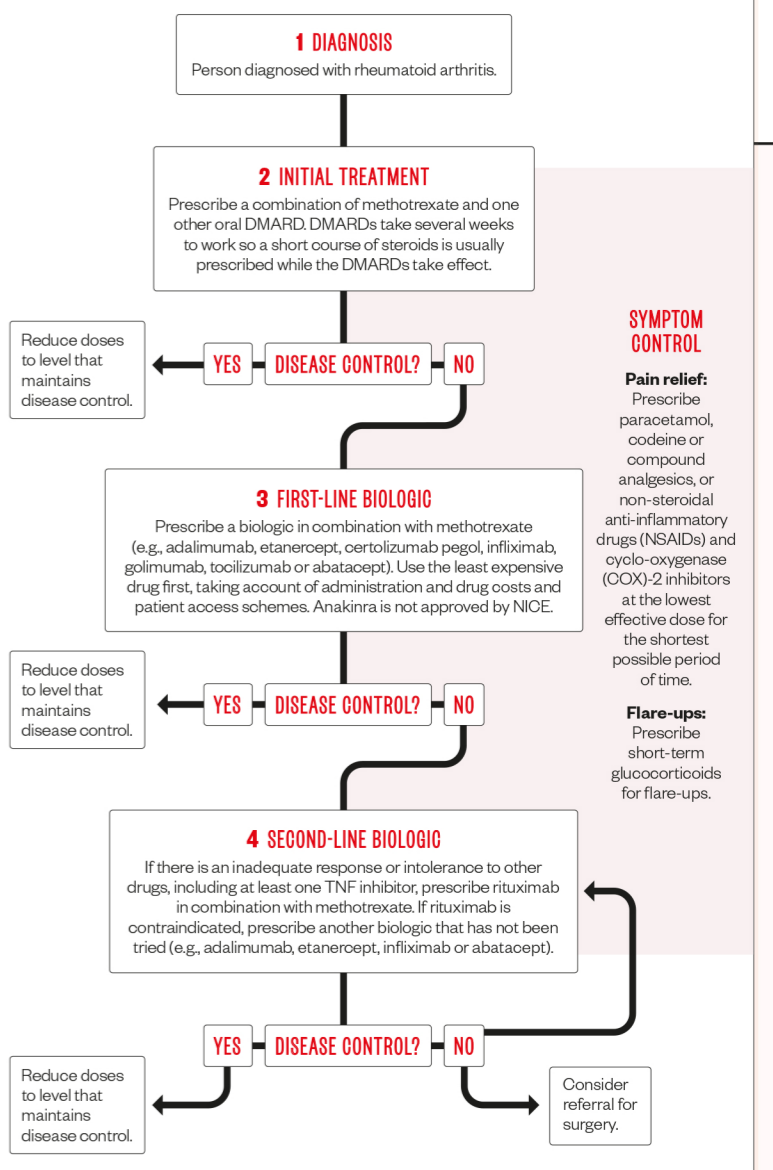 1 DIAGNOSIS
Person diagnosed with rheumatoid arthritis.
2 INITIAL TREATMENT
Prescribe a combination of methotrexate and one
other oral DMARD. DMARDs take several weeks
to work so a short course of steroids is usually
prescribed while the DMARDs take effect.
Reduce doses
to level that
maintains
disease control.
YES
DISEASE CONTROL?
NO
3 FIRST-LINE BIOLOGIC
Prescribe a biologic in combination with methotrexate
(e.g., adalimumab, etanercept, certolizumab pegol, infliximab,
golimumab, tocilizumab or abatacept). Use the least expensive
drug first, taking account of administration and drug costs and
patient access schemes. Anakinra is not approved by NICE.
Reduce doses
to level that
maintains
disease control.
YES
DISEASE CONTROL?
NO
4 SECOND-LINE BIOLOGIC
If there is an inadequate response or intolerance to other
drugs, including at least one TNF inhibitor, prescribe rituximab
in combination with methotrexate. If rituximab is
contraindicated, prescribe another biologic that has not been
tried (e.g., adalimumab, etanercept, infliximab or abatacept).
YES
DISEASE CONTROL?
NO
Reduce doses
to level that
maintains
disease control.
Consider
referral for
surgery.
SYMPTOM
CONTROL
Pain relief:
Prescribe
paracetamol,
codeine or
compound
analgesics, or
non-steroidal
anti-inflammatory
drugs (NSAIDs) and
cyclo-oxygenase
(COX)-2 inhibitors
at the lowest
effective dose for
the shortest
possible period
of time.
Flare-ups:
Prescribe
short-term
glucocorticoids
for flare-ups.